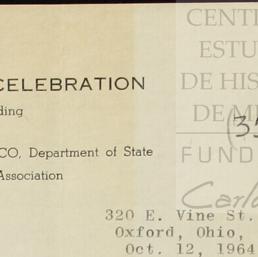 CENT
ESTU
DE HIS
DE M
(35
FUND
Carl
CELEBRATION
ding
CO, Department of State
Association
320 E. Vine St.
Oxford, Ohio,
Oct. 12, 1964